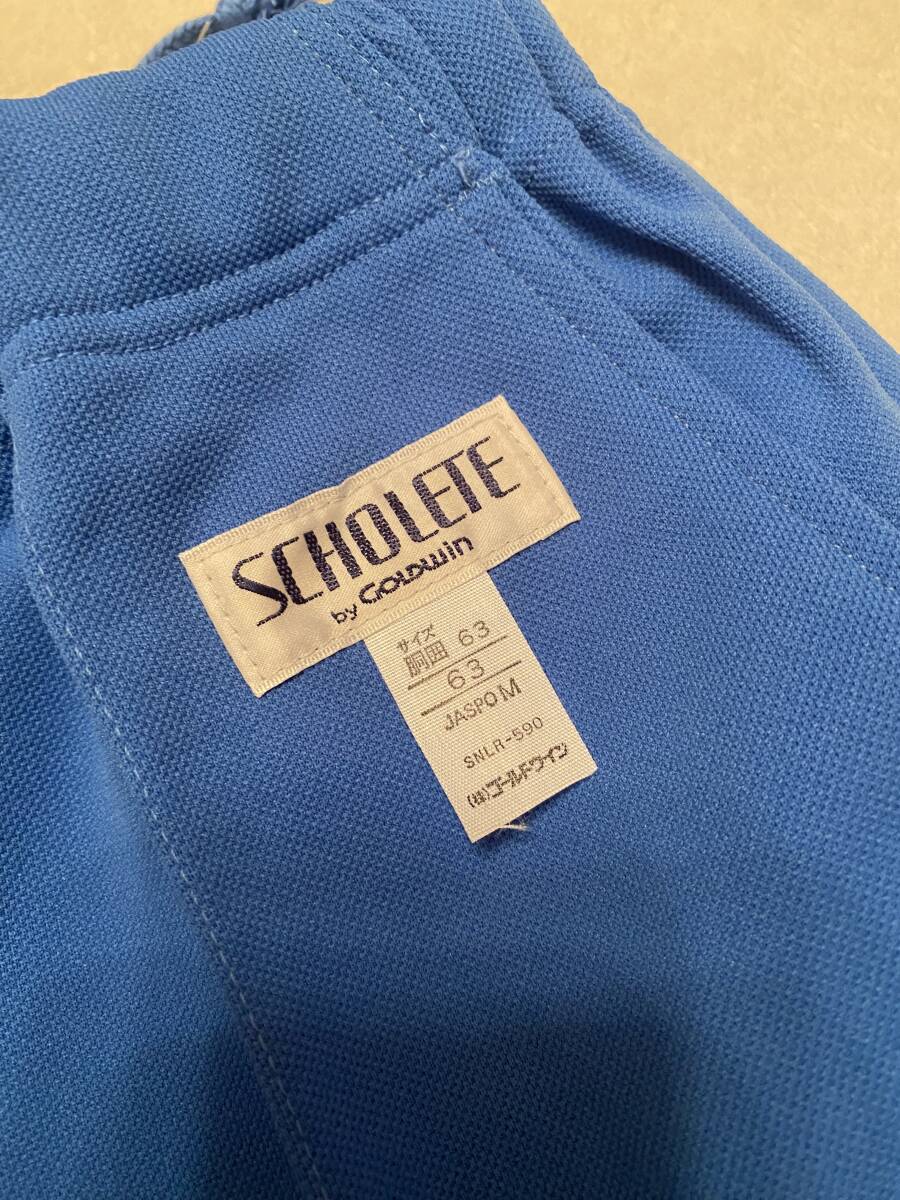 SCHOLETE
by GOLDWin
サイズ
胴囲 63
63
JASPO M
SNLR-590
(株)ゴールドウイン